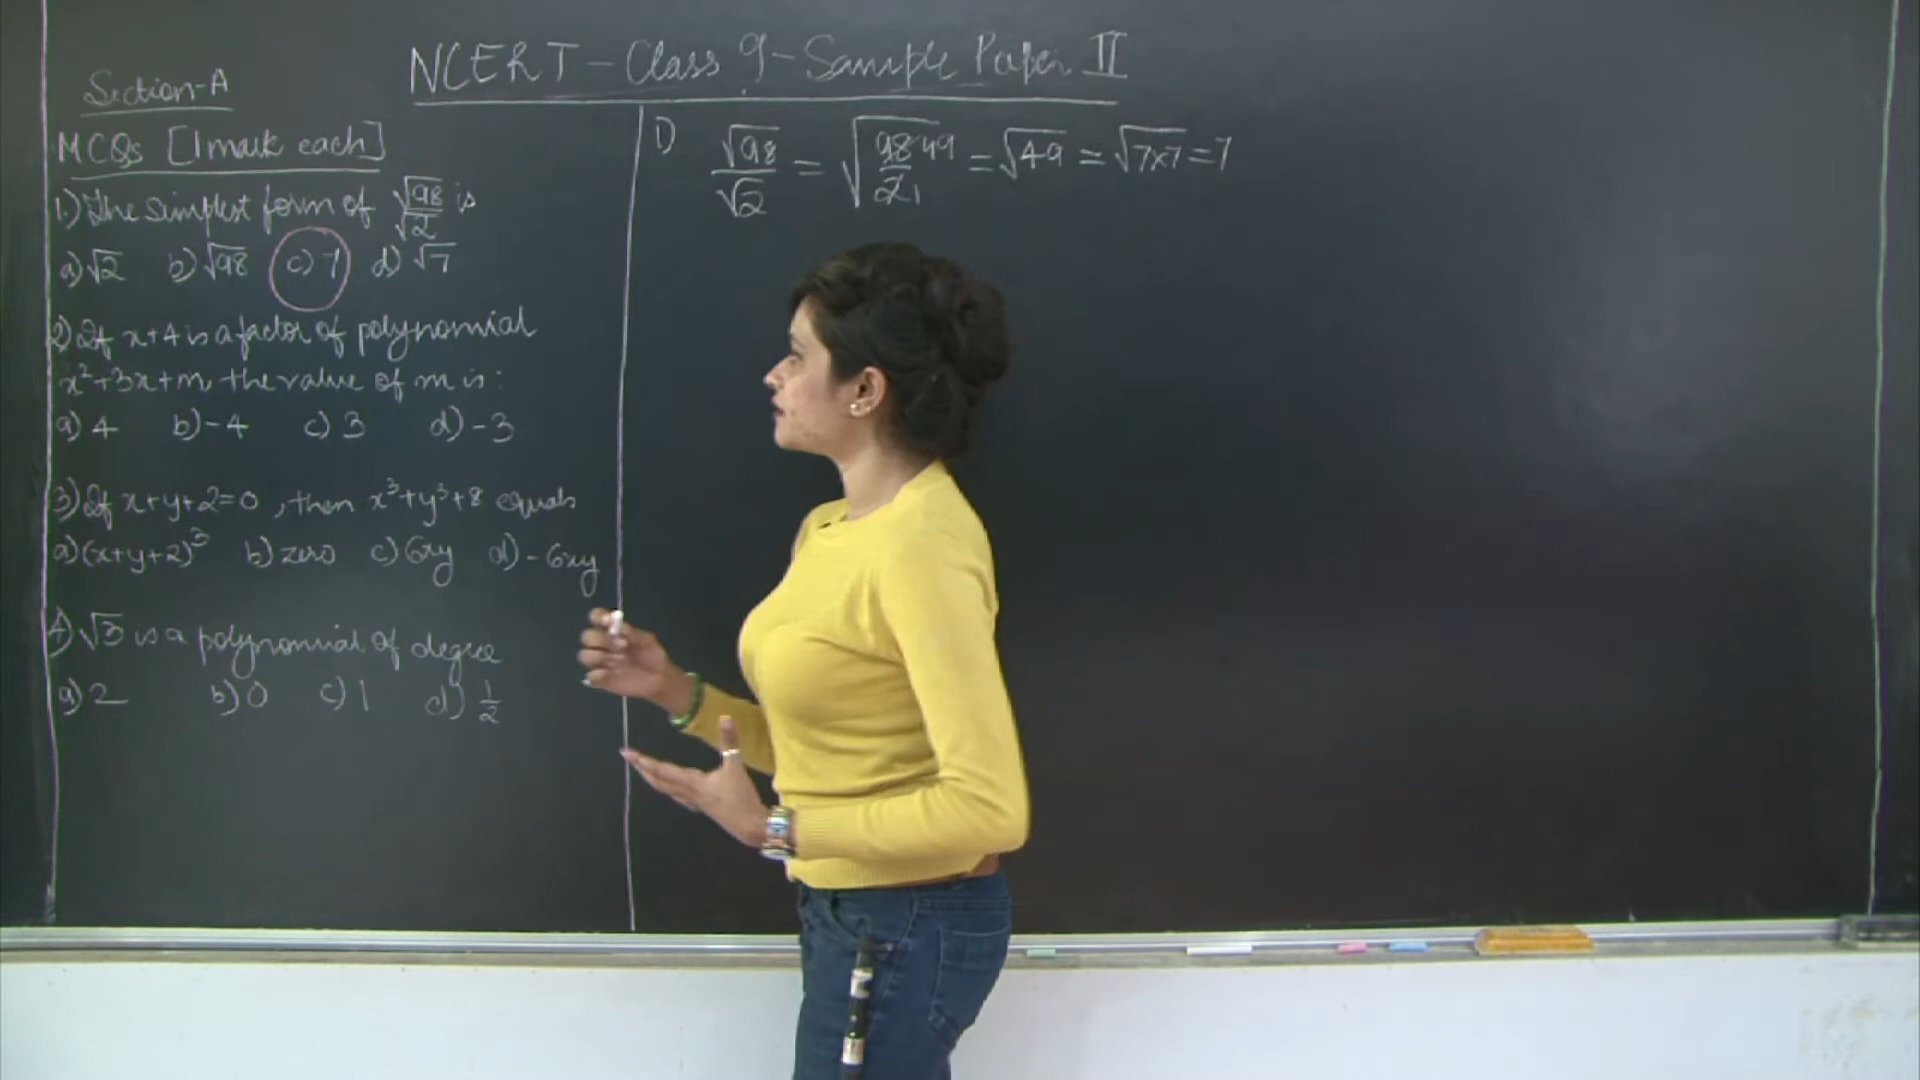 NCERT - Class 9 - Sample Paper II
Section-A
MCQs [1 mark each]
1.) The simplest form of √98/√2 is
a) √2 b) √98 c) 7 d) √7
2) If x+4 is a factor of polynomial
x²+3x+m, the value of m is:
a) 4 b) -4 c) 3 d) -3
3) If x+y+2=0, then x³+y³+8 equals
a) (x+y+2)³ b) zero c) 6xy d) -6xy
4) √3 is a polynomial of degree
a) 2 b) 0 c) 1 d) 1/2
1) √98/√2 = √(98 49/2 1) = √49 = √7×7 = 7